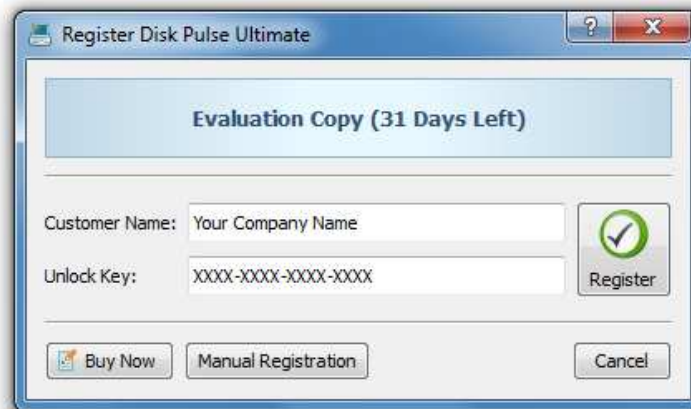 Register Disk Pulse Ultimate
Evaluation Copy (31 Days Left)
Customer Name: Your Company Name
Unlock Key: XXXX-XXXX-XXXX-XXXX
Register
Buy Now Manual Registration Cancel